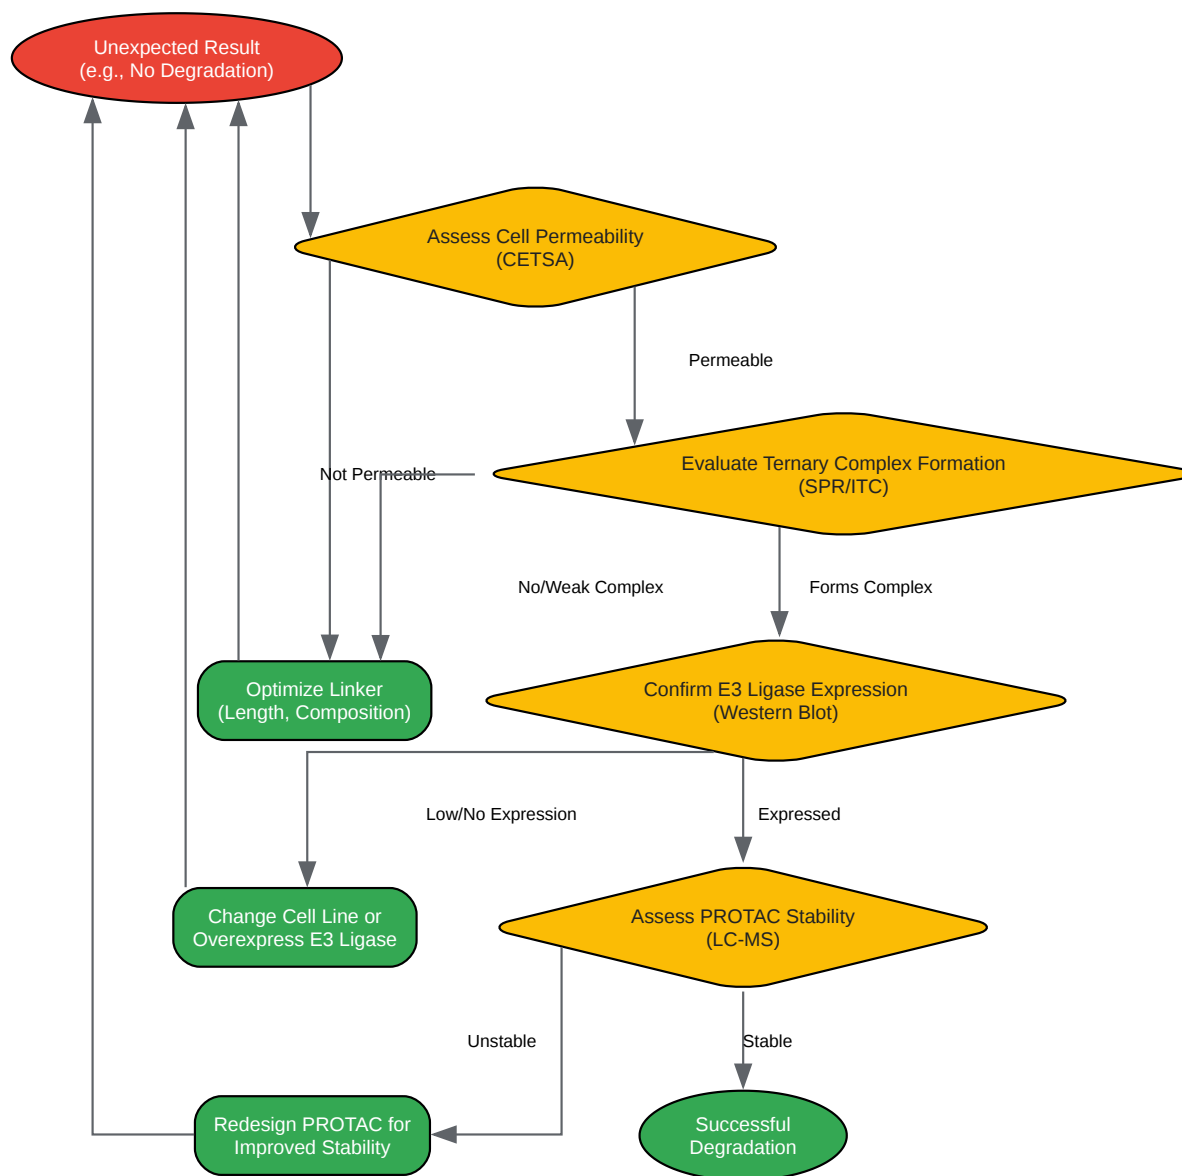 Unexpected Result
(e.g., No Degradation)
Assess Cell Permeability
(CETSA)
Permeable
Evaluate Ternary Complex Formation
(SPR/ITC)
Not Permeable
No/Weak Complex
Forms Complex
Optimize Linker
(Length, Composition)
Confirm E3 Ligase Expression
(Western Blot)
Low/No Expression
Expressed
Change Cell Line or
Overexpress E3 Ligase
Assess PROTAC Stability
(LC-MS)
Unstable
Stable
Redesign PROTAC for
Improved Stability
Successful
Degradation